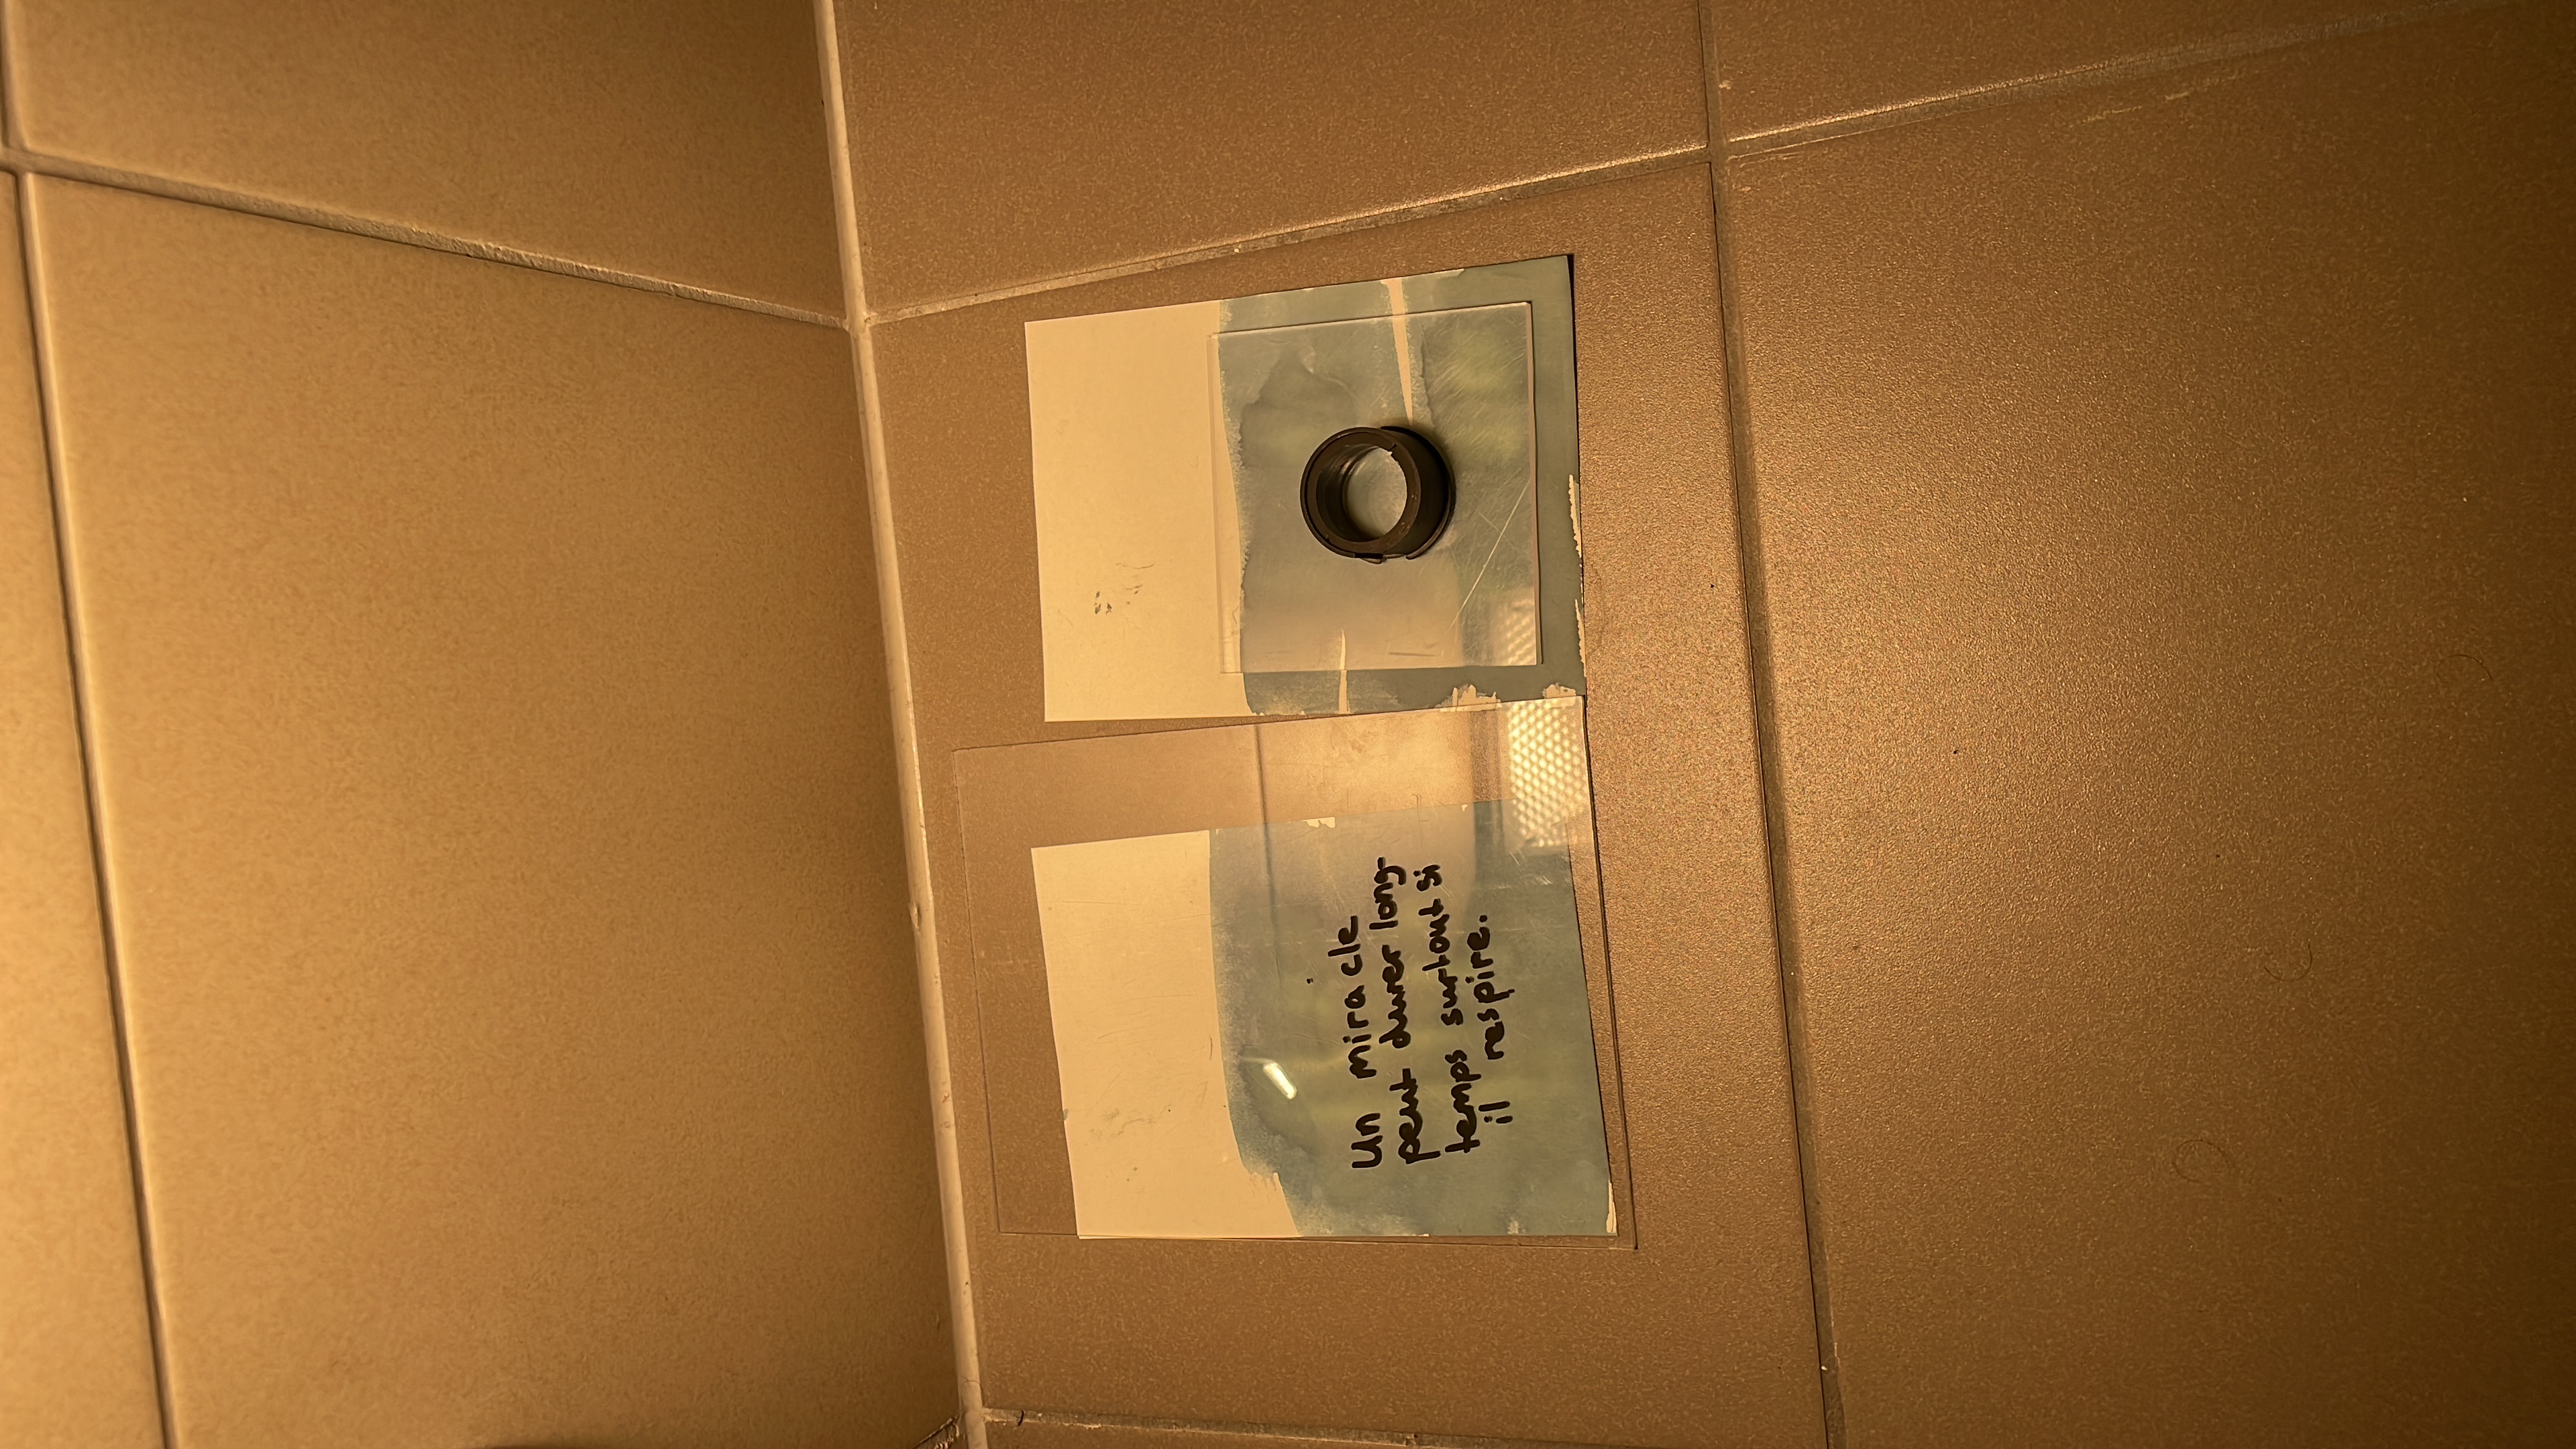 Un miracle
peut durer long-
temps surtout si
il respire.